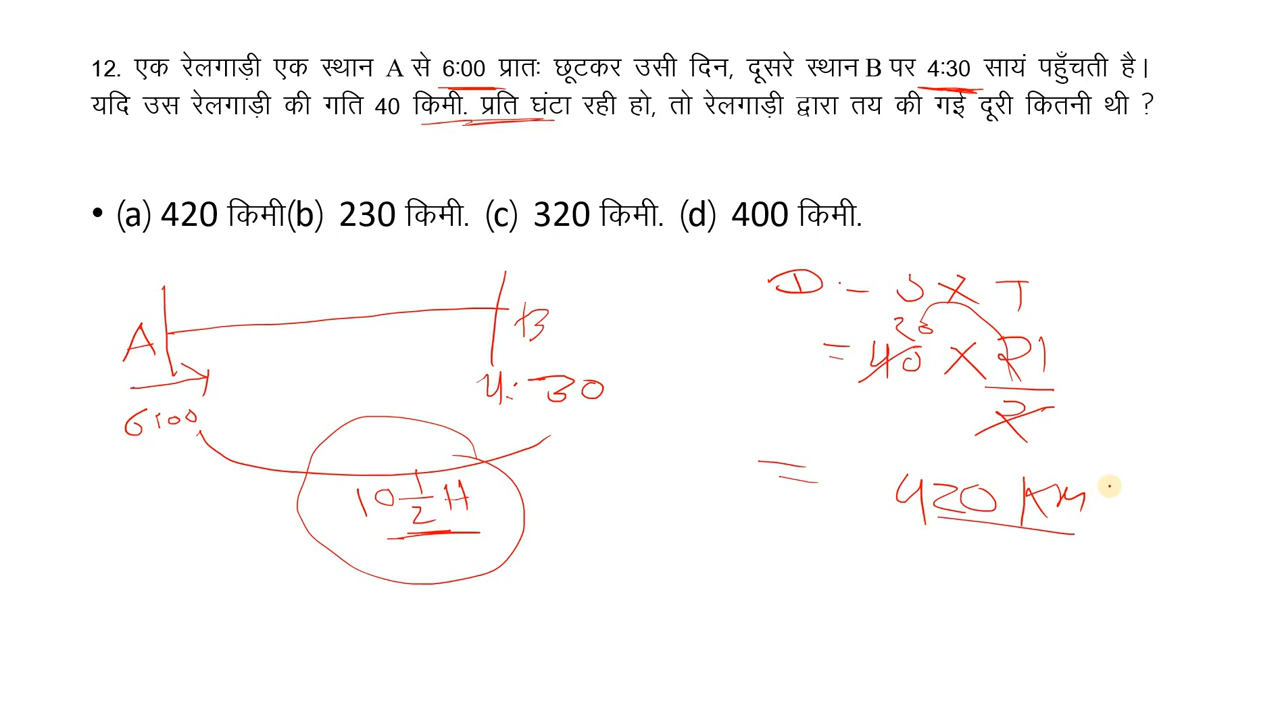 12. एक रेलगाड़ी एक स्थान A से 6:00 प्रातः छूटकर उसी दिन, दूसरे स्थान B पर 4:30 सायं पहुँचती है।
यदि उस रेलगाड़ी की गति 40 किमी. प्रति घंटा रही हो, तो रेलगाड़ी द्वारा तय की गई दूरी कितनी थी ?
• (a) 420 किमी(b) 230 किमी. (c) 320 किमी. (d) 400 किमी.
A B
6:00 4:30
10 1/2 H
D = S X T
20
= 40 X 21
2
= 420 KM